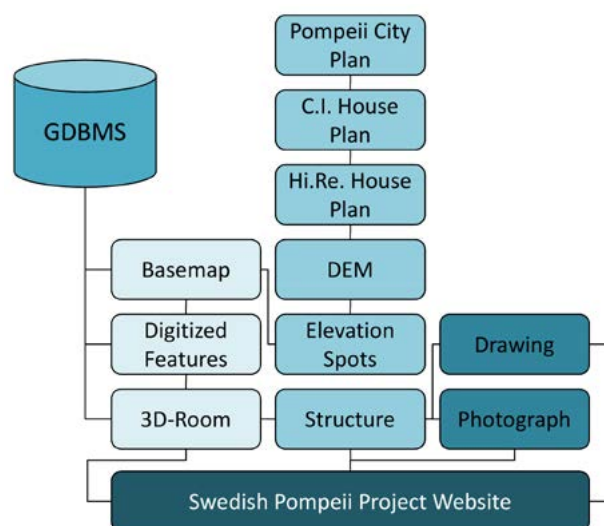 Pompeii City
Plan
GDBMS
C.I. House
Plan
Hi.Re. House
Plan
Basemap
DEM
Digitized
Features
Elevation
Spots
Drawing
3D-Room
Structure
Photograph
Swedish Pompeii Project Website